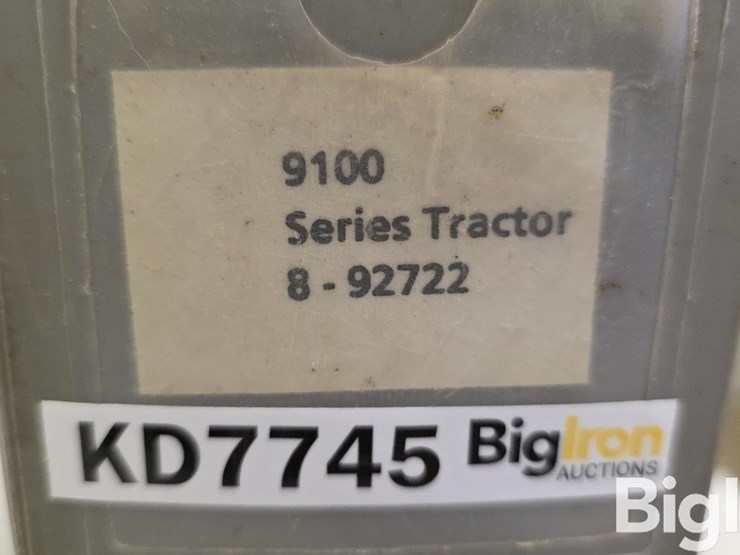 9100
Series Tractor
8 - 92722
KD7745 BigIron
AUCTIONS
BigI